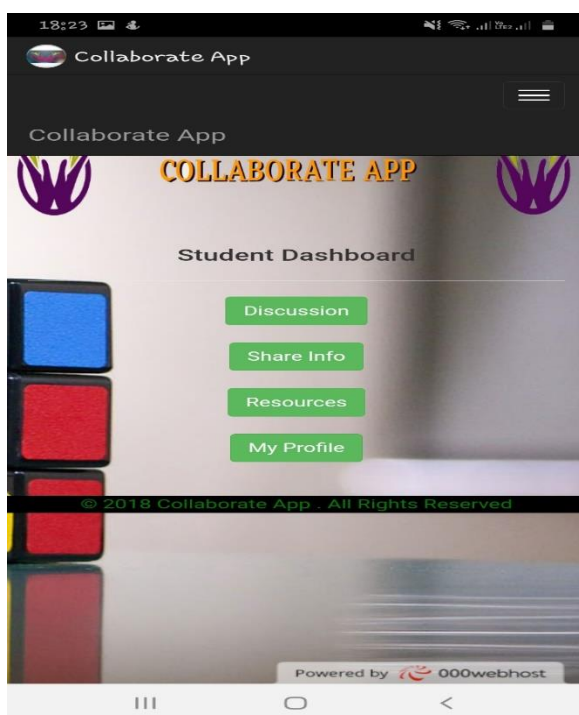 18:23
Collaborate App
Collaborate App
COLLABORATE APP
Student Dashboard
Discussion
Share Info
Resources
My Profile
© 2018 Collaborate App . All Rights Reserved
Powered by 000webhost